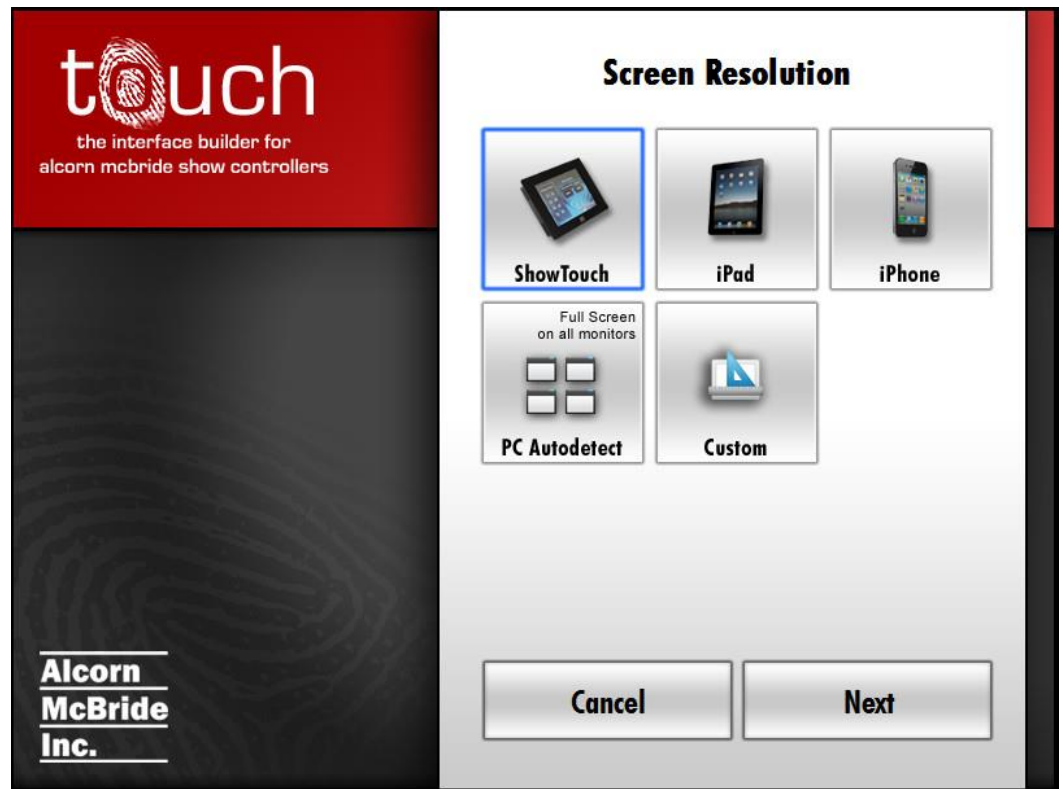 touch
the interface builder for
alcorn mcbride show controllers
Screen Resolution
ShowTouch
iPad
iPhone
Full Screen
on all monitors
PC Autodetect
Custom
Alcorn
McBride
Inc.
Cancel
Next